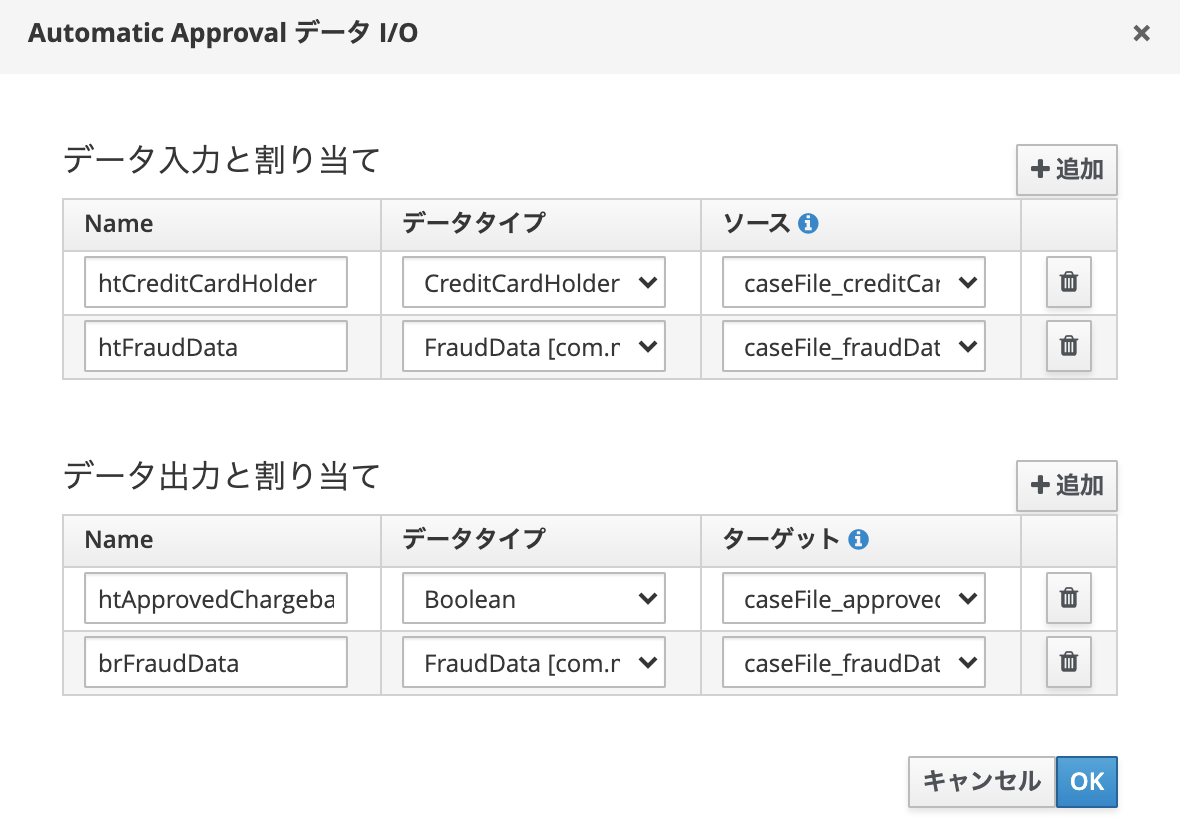 Automatic Approval データ I/O
データ入力と割り当て
追加
Name データタイプ ソース
htCreditCardHolder CreditCardHolder caseFile_creditCar
htFraudData FraudData [com.r caseFile_fraudDat
データ出力と割り当て
追加
Name データタイプ ターゲット
htApprovedChargeba Boolean caseFile_approved
brFraudData FraudData [com.r caseFile_fraudDat
キャンセル OK